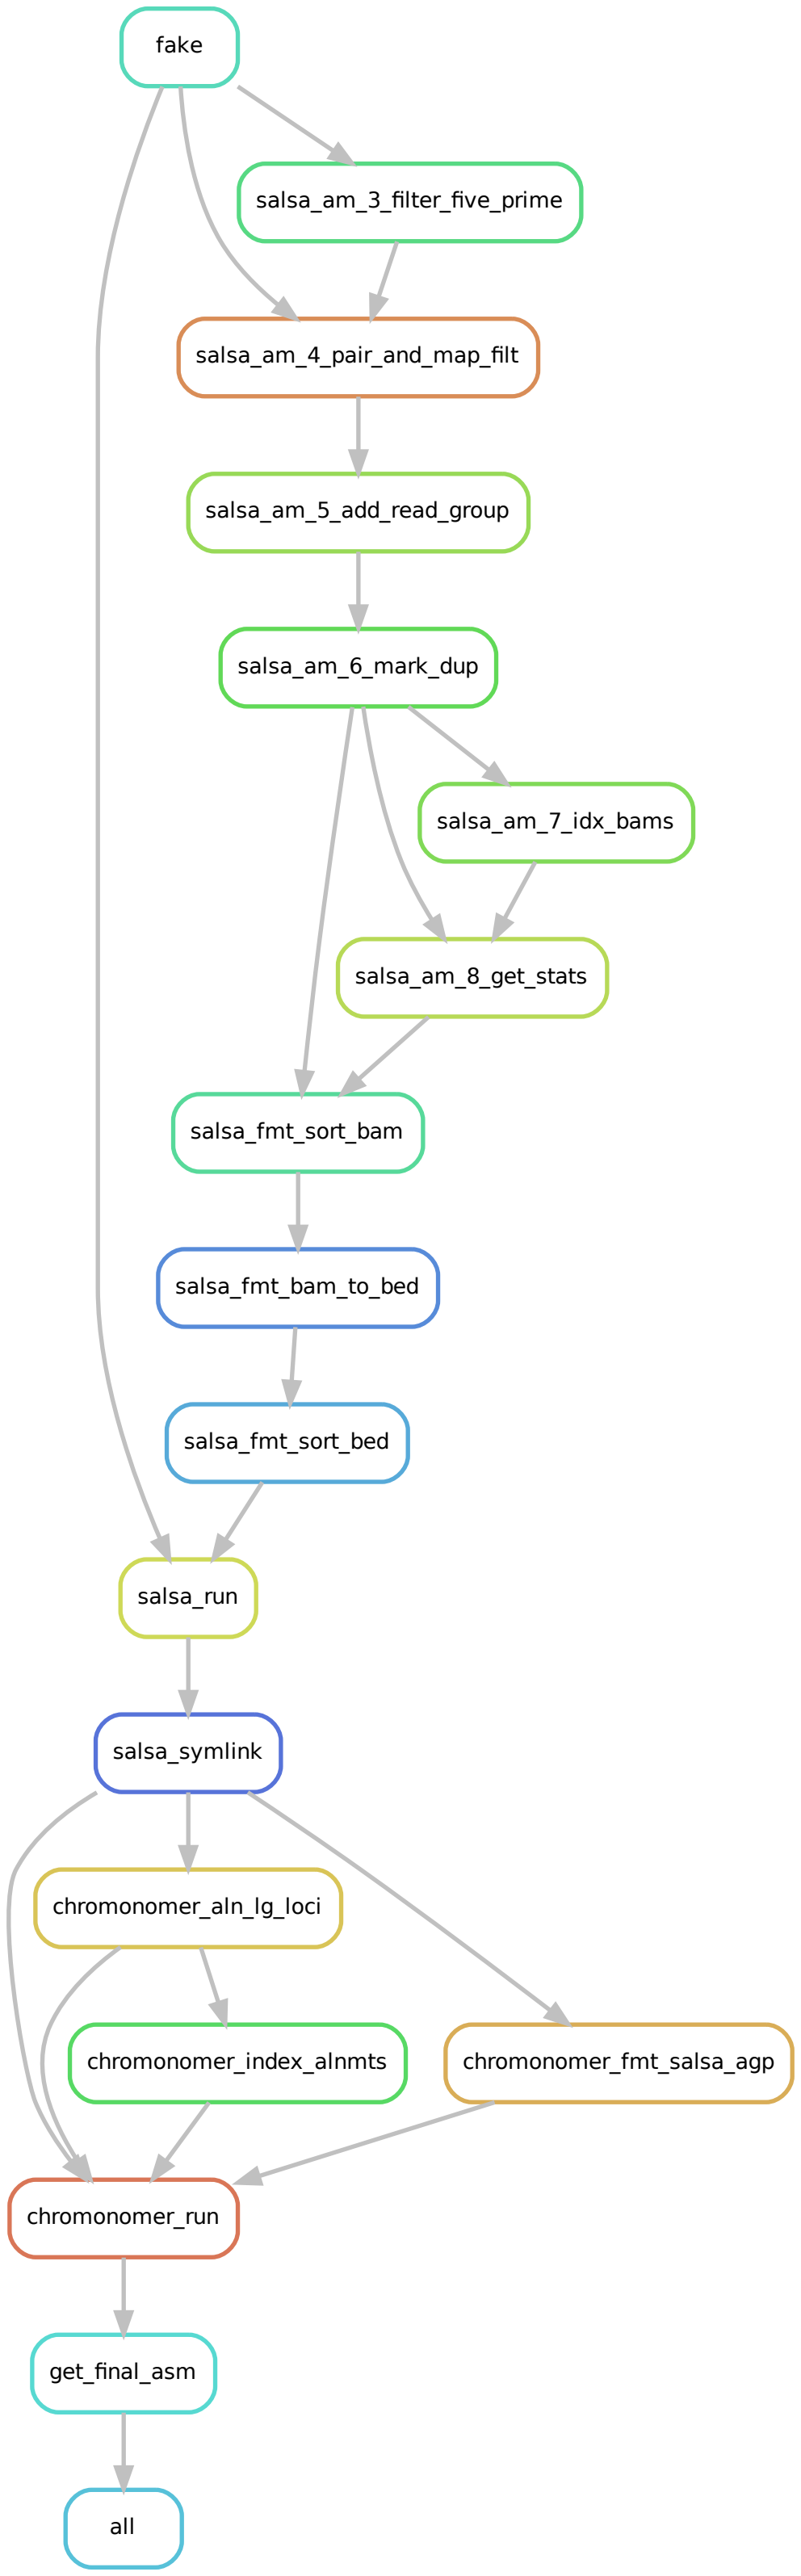 fake
salsa_am_3_filter_five_prime
salsa_am_4_pair_and_map_filt
salsa_am_5_add_read_group
salsa_am_6_mark_dup
salsa_am_7_idx_bams
salsa_am_8_get_stats
salsa_fmt_sort_bam
salsa_fmt_bam_to_bed
salsa_fmt_sort_bed
salsa_run
salsa_symlink
chromonomer_aln_lg_loci
chromonomer_index_alnmts
chromonomer_fmt_salsa_agp
chromonomer_run
get_final_asm
all